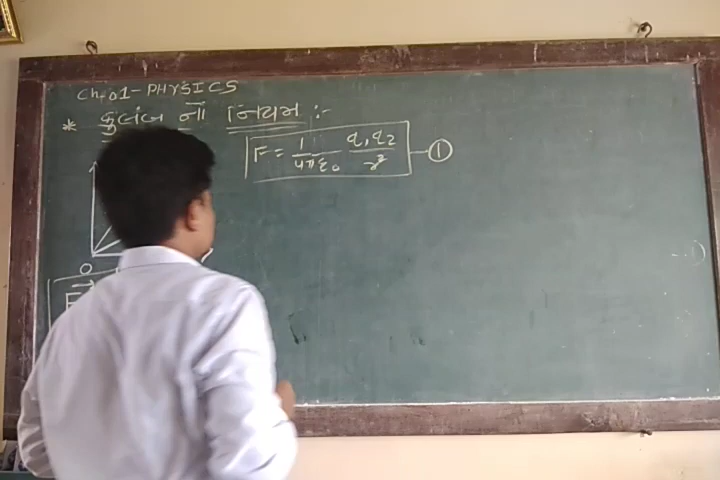 Ch-01-PHYSICS
* કુલંબ નો નિયમ :-
F = 1/4πε₀ q₁q₂/r² — ①
O
F⃗